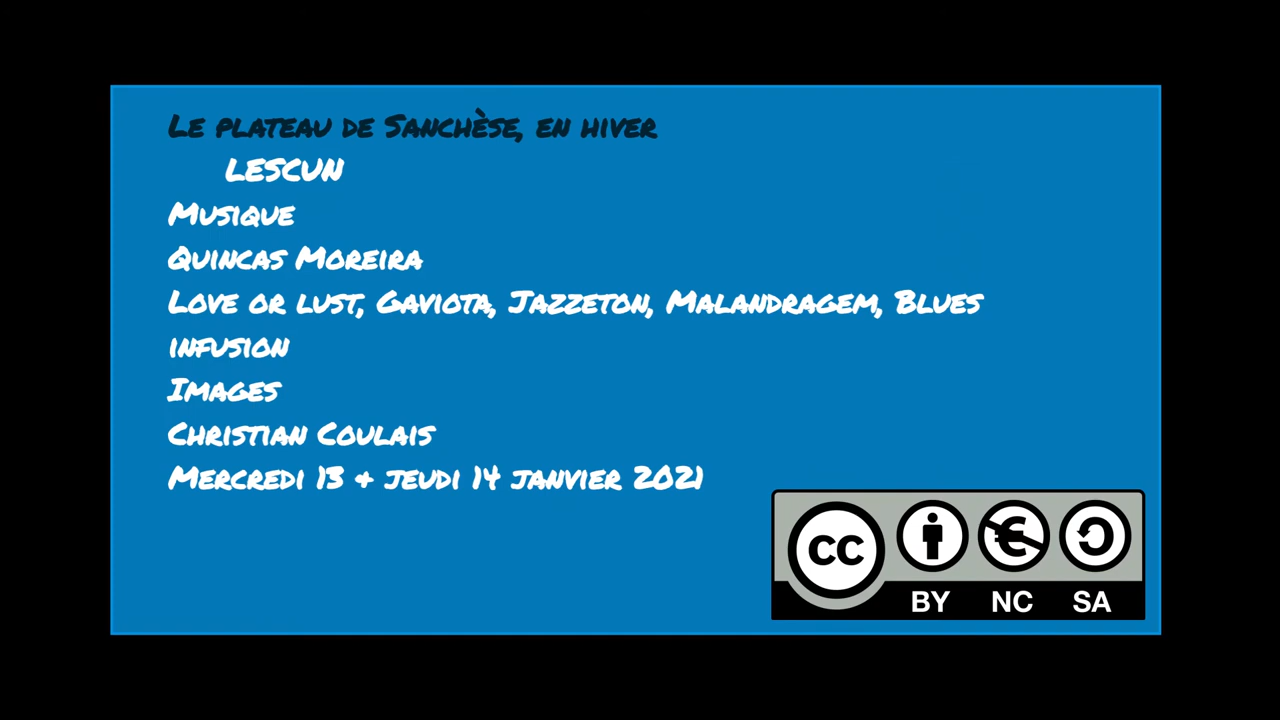 Le plateau de Sanchèse, en hiver
LESCUN
Musique
Quincas Moreira
Love or lust, Gaviota, Jazzeton, Malandragem, Blues
infusion
Images
Christian Coulais
Mercredi 13 & jeudi 14 janvier 2021
CC
BY NC SA